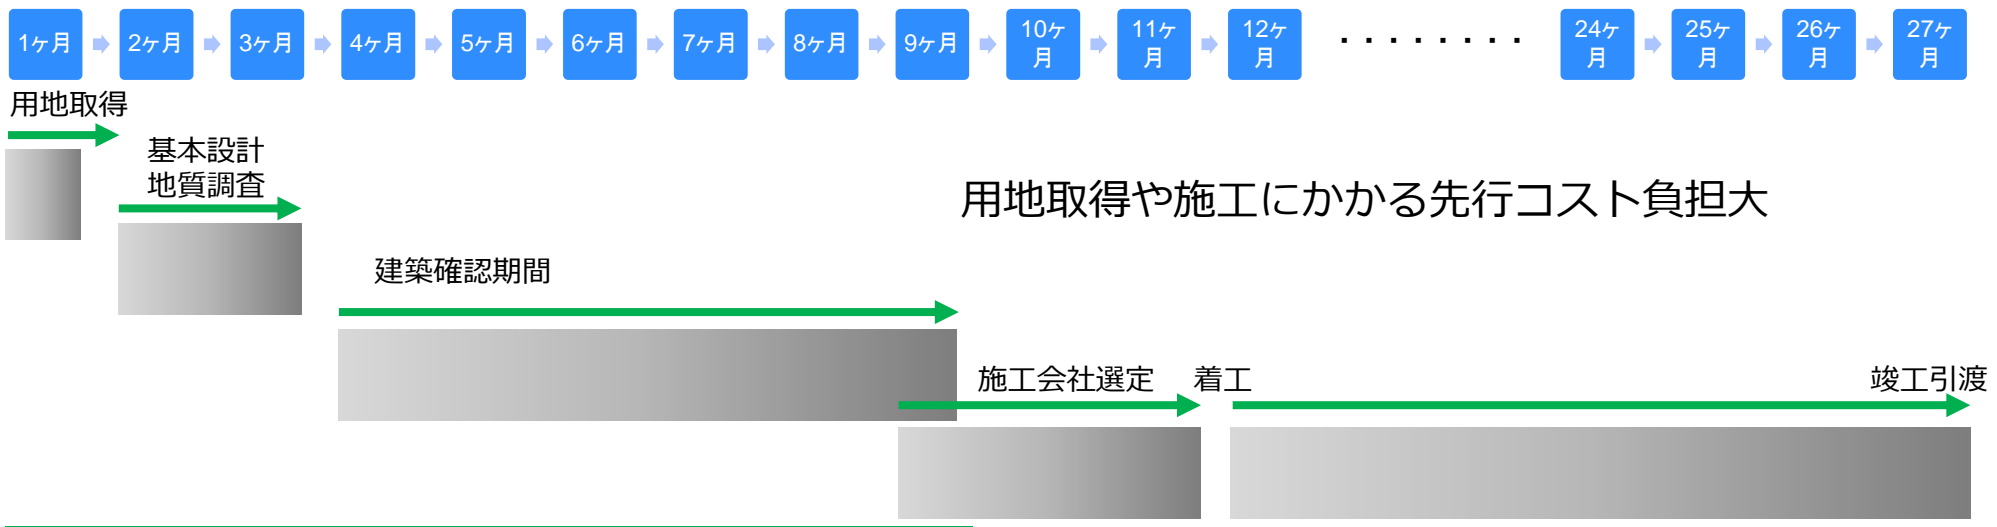 1ヶ月
2ヶ月
3ヶ月
4ヶ月
5ヶ月
6ヶ月
7ヶ月
8ヶ月
9ヶ月
10ヶ
月
11ヶ
月
12ヶ
月
・・・・・・・・
24ヶ
月
25ヶ
月
26ヶ
月
27ヶ
月
用地取得
基本設計
地質調査
用地取得や施工にかかる先行コスト負担大
建築確認期間
施工会社選定
着工
竣工引渡